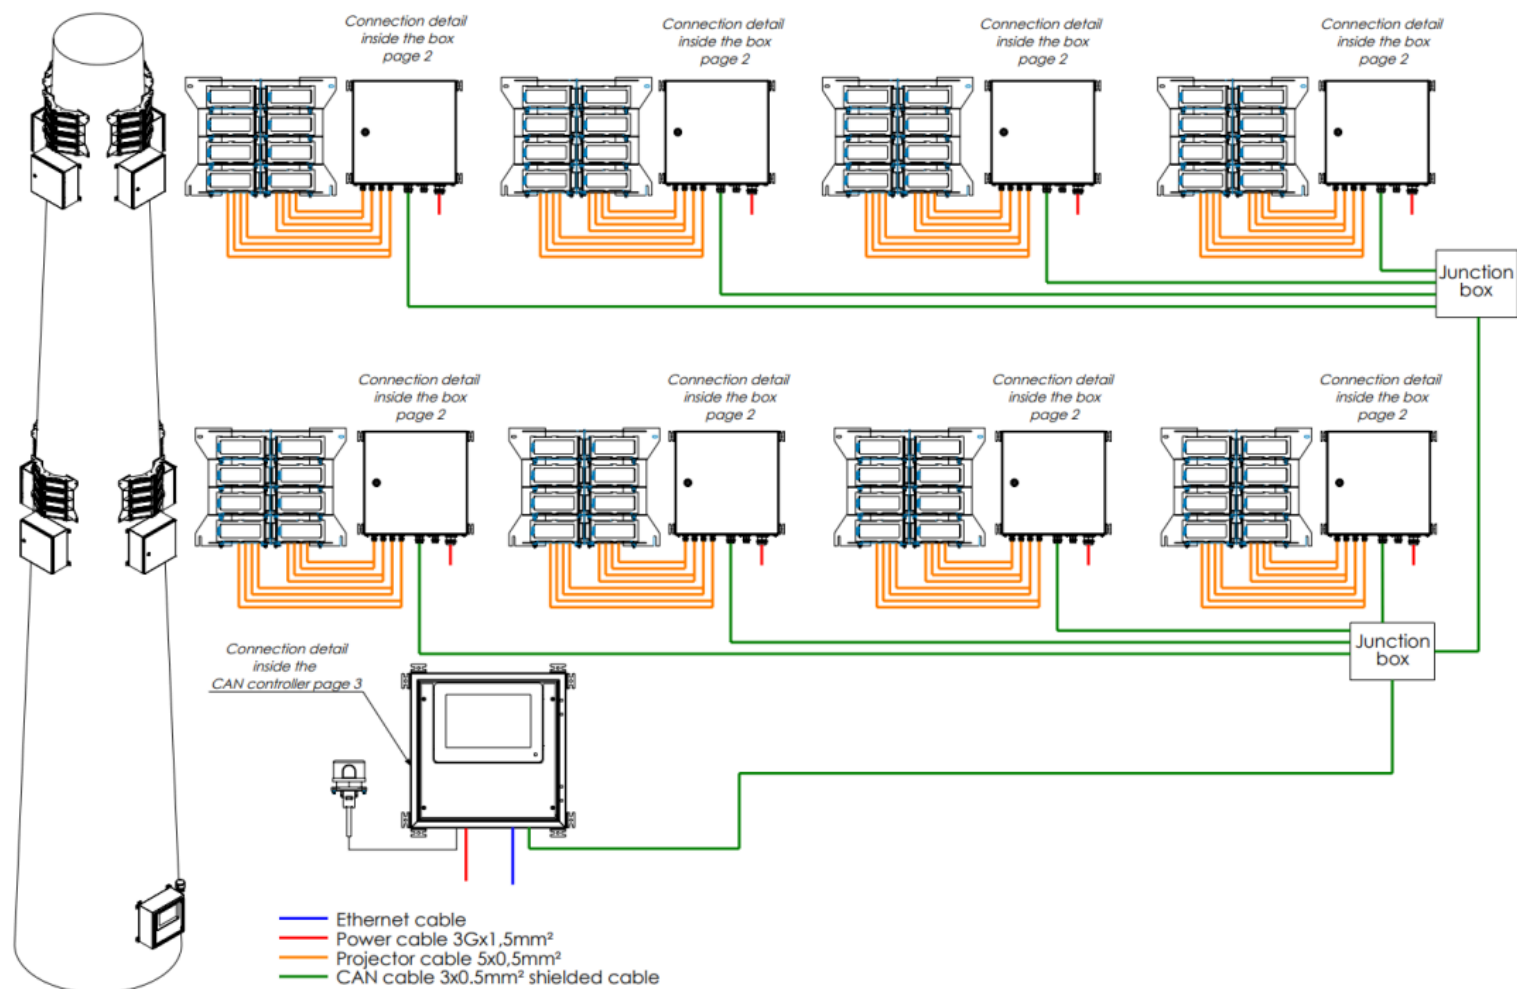 Connection detail
inside the box
page 2
Connection detail
inside the box
page 2
Connection detail
inside the box
page 2
Connection detail
inside the box
page 2
Junction
box
Connection detail
inside the box
page 2
Connection detail
inside the box
page 2
Connection detail
inside the box
page 2
Connection detail
inside the box
page 2
Junction
box
Connection detail
inside the
CAN controller page 3
Ethernet cable
Power cable 3Gx1,5mm²
Projector cable 5x0,5mm²
CAN cable 3x0.5mm² shielded cable